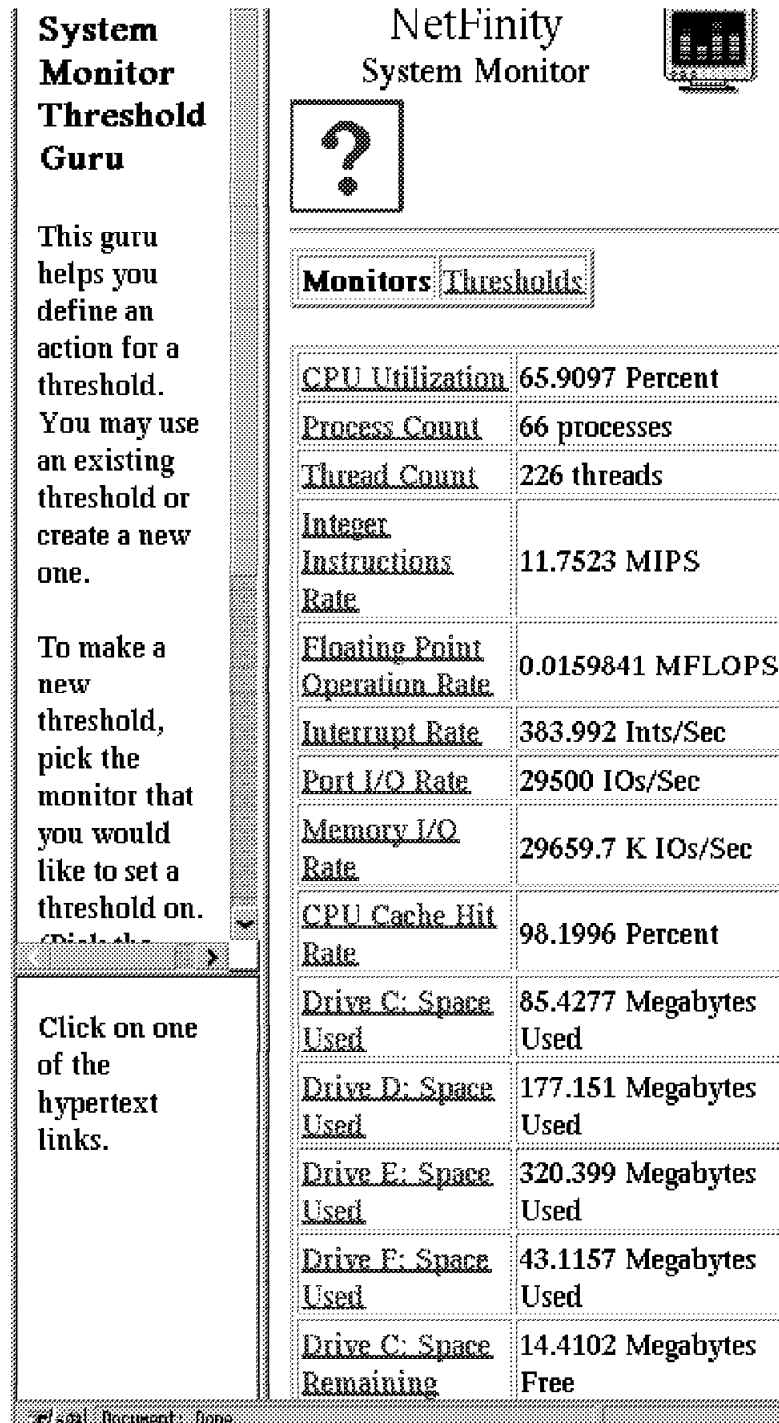 System
Monitor
Threshold
Guru
This guru
helps you
define an
action for a
threshold.
You may use
an existing
threshold or
create a new
one.
To make a
new
threshold,
pick the
monitor that
you would
like to set a
threshold on.
Click on one
of the
hypertext
links.
NetFinity
System Monitor
?
Monitors Thresholds
CPU Utilization 65.9097 Percent
Process Count 66 processes
Thread Count 226 threads
Integer
Instructions
Rate
11.7523 MIPS
Floating Point
Operation Rate
0.0159841 MFLOPS
Interrupt Rate 383.992 Ints/Sec
Port I/O Rate 29500 IOs/Sec
Memory I/O
Rate
29659.7 K IOs/Sec
CPU Cache Hit
Rate
98.1996 Percent
Drive C: Space
Used
85.4277 Megabytes
Used
Drive D: Space
Used
177.151 Megabytes
Used
Drive E: Space
Used
320.399 Megabytes
Used
Drive F: Space
Used
43.1157 Megabytes
Used
Drive C: Space
Remaining
14.4102 Megabytes
Free
Document: Done